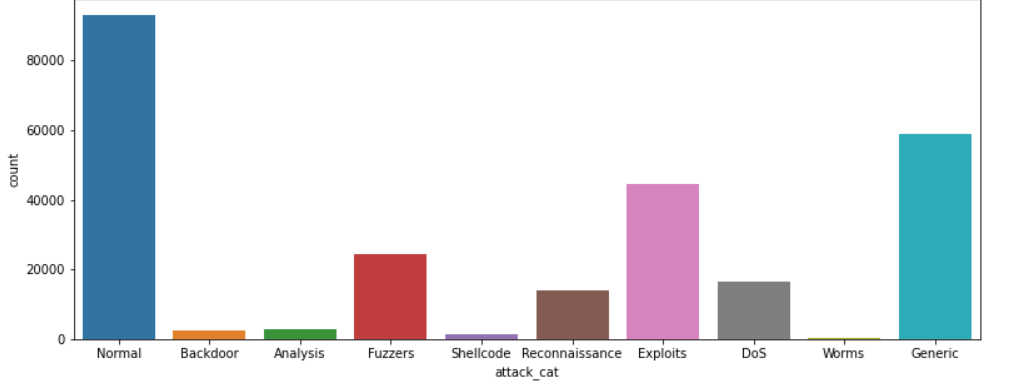 80000
60000
40000
20000
0
count
Normal Backdoor Analysis Fuzzers Shellcode Reconnaissance Exploits DoS Worms Generic
attack_cat